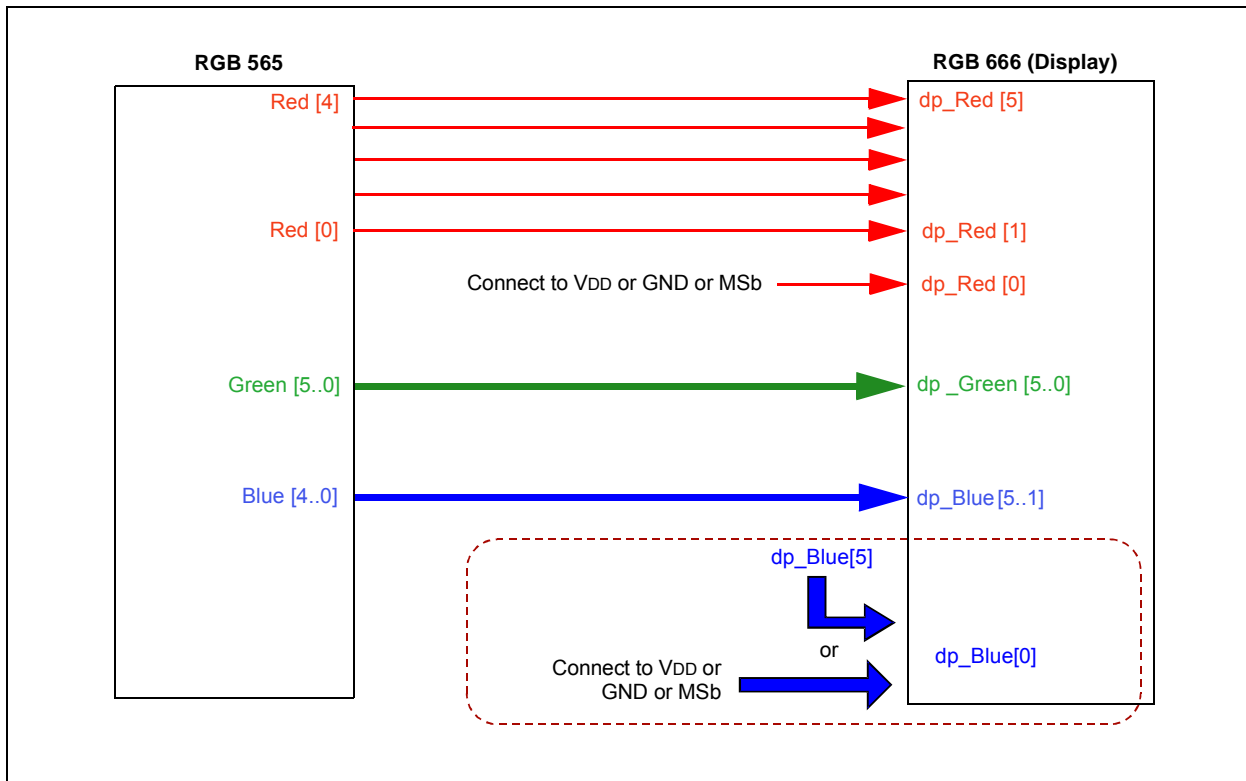 RGB 565
RGB 666 (Display)
Red [4]
dp_Red [5]
Red [0]
dp_Red [1]
Connect to VDD or GND or MSb
dp_Red [0]
Green [5..0]
dp _Green [5..0]
Blue [4..0]
dp_Blue [5..1]
dp_Blue[5]
or
dp_Blue[0]
Connect to VDD or
GND or MSb